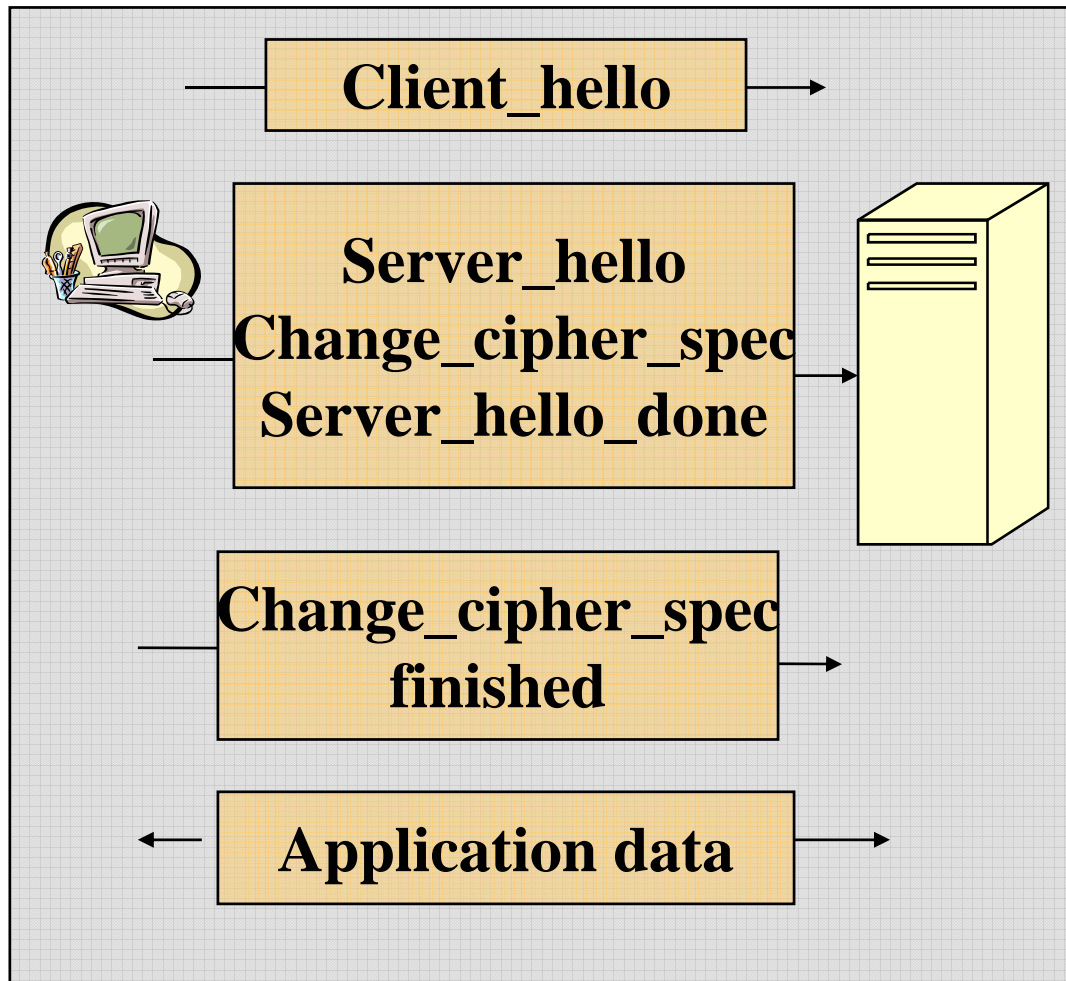 Client_hello
Server_hello
Change_cipher_spec
Server_hello_done
Change_cipher_spec
finished
Application data